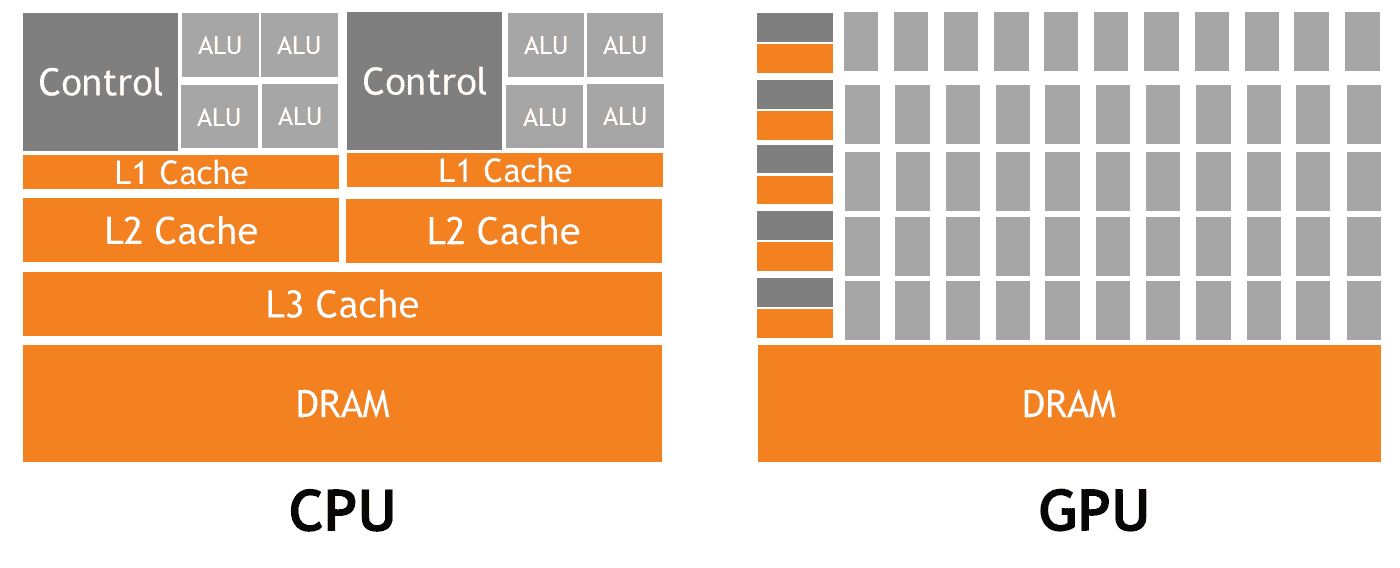 Control
ALU ALU
ALU ALU
Control
ALU ALU
ALU ALU
L1 Cache
L1 Cache
L2 Cache
L2 Cache
L3 Cache
DRAM
CPU
DRAM
GPU